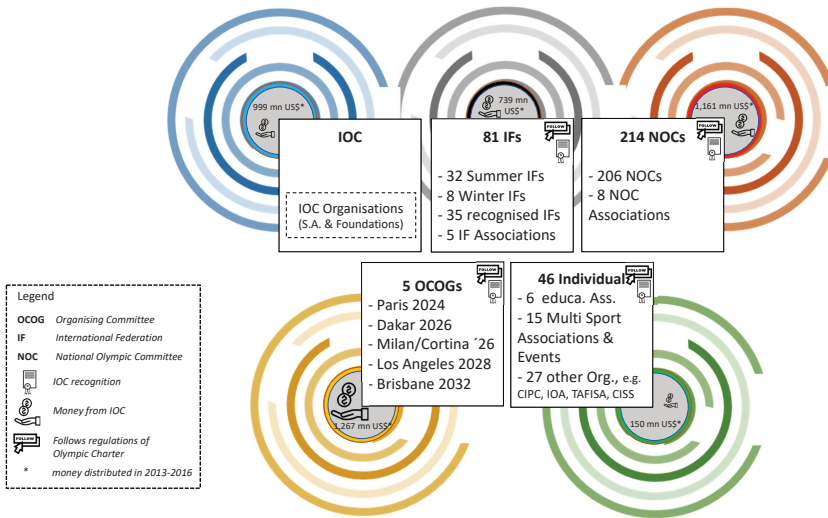 999 mn US$*
739 mn
US$*
1,161 mn US$*
IOC
IOC Organisations
(S.A. & Foundations)
81 IFs
FOLLOW
- 32 Summer IFs
- 8 Winter IFs
- 35 recognised IFs
- 5 IF Associations
214 NOCs
FOLLOW
- 206 NOCs
- 8 NOC
Associations
5 OCOGs
FOLLOW
- Paris 2024
- Dakar 2026
- Milan/Cortina ´26
- Los Angeles 2028
- Brisbane 2032
1,267 mn US$*
46 Individual
FOLLOW
- 6 educa. Ass.
- 15 Multi Sport
Associations &
Events
- 27 other Org., e.g.
CIPC, IOA, TAFISA, CISS
150 mn US$*
Legend
OCOG Organising Committee
IF International Federation
NOC National Olympic Committee
IOC recognition
Money from IOC
FOLLOW Follows regulations of
Olympic Charter
* money distributed in 2013-2016